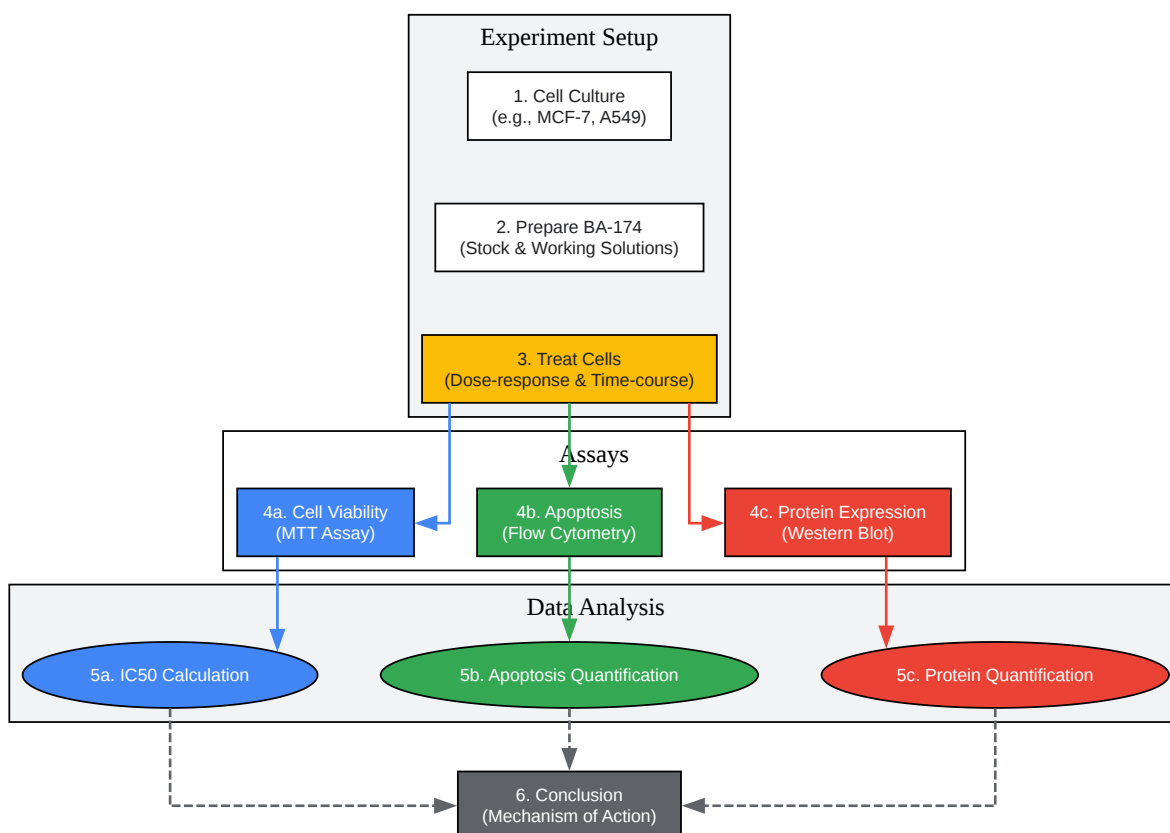 Experiment Setup
1. Cell Culture
(e.g., MCF-7, A549)
2. Prepare BA-174
(Stock & Working Solutions)
3. Treat Cells
(Dose-response & Time-course)
Assays
4a. Cell Viability
(MTT Assay)
4b. Apoptosis
(Flow Cytometry)
4c. Protein Expression
(Western Blot)
Data Analysis
5a. IC50 Calculation
5b. Apoptosis Quantification
5c. Protein Quantification
6. Conclusion
(Mechanism of Action)